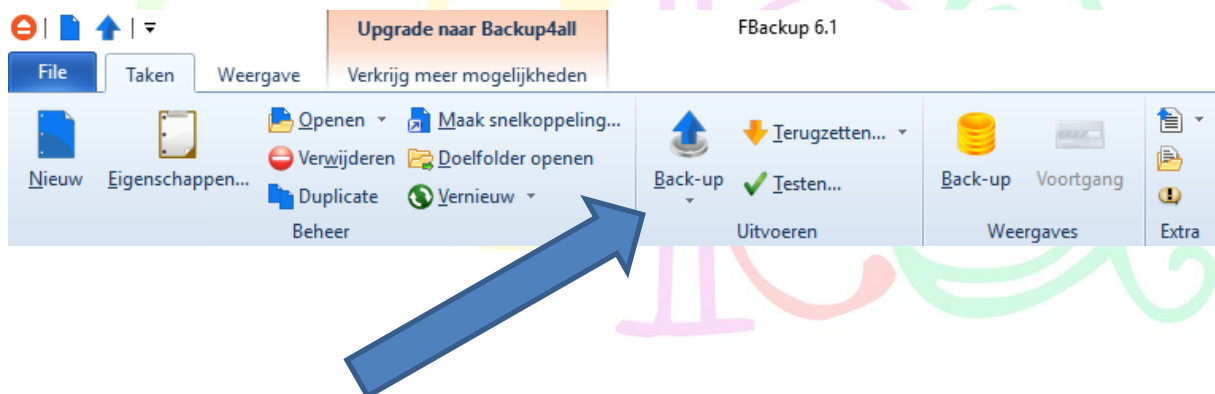 Upgrade naar Backup4all
FBackup 6.1
File
Taken
Weergave
Verkrijg meer mogelijkheden
Nieuw
Eigenschappen...
Openen
Verwijderen
Duplicate
Maak snelkoppeling...
Doelfolder openen
Vernieuw
Beheer
Back-up
Terugzetten...
Testen...
Uitvoeren
Back-up
Voortgang
Weergaves
Extra